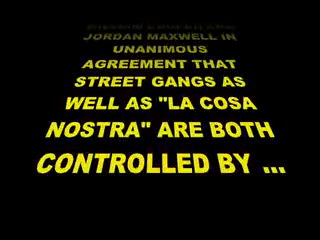 JORDAN MAXWELL IN
UNANIMOUS
AGREEMENT THAT
STREET GANGS AS
WELL AS "LA COSA
NOSTRA" ARE BOTH
CONTROLLED BY ...